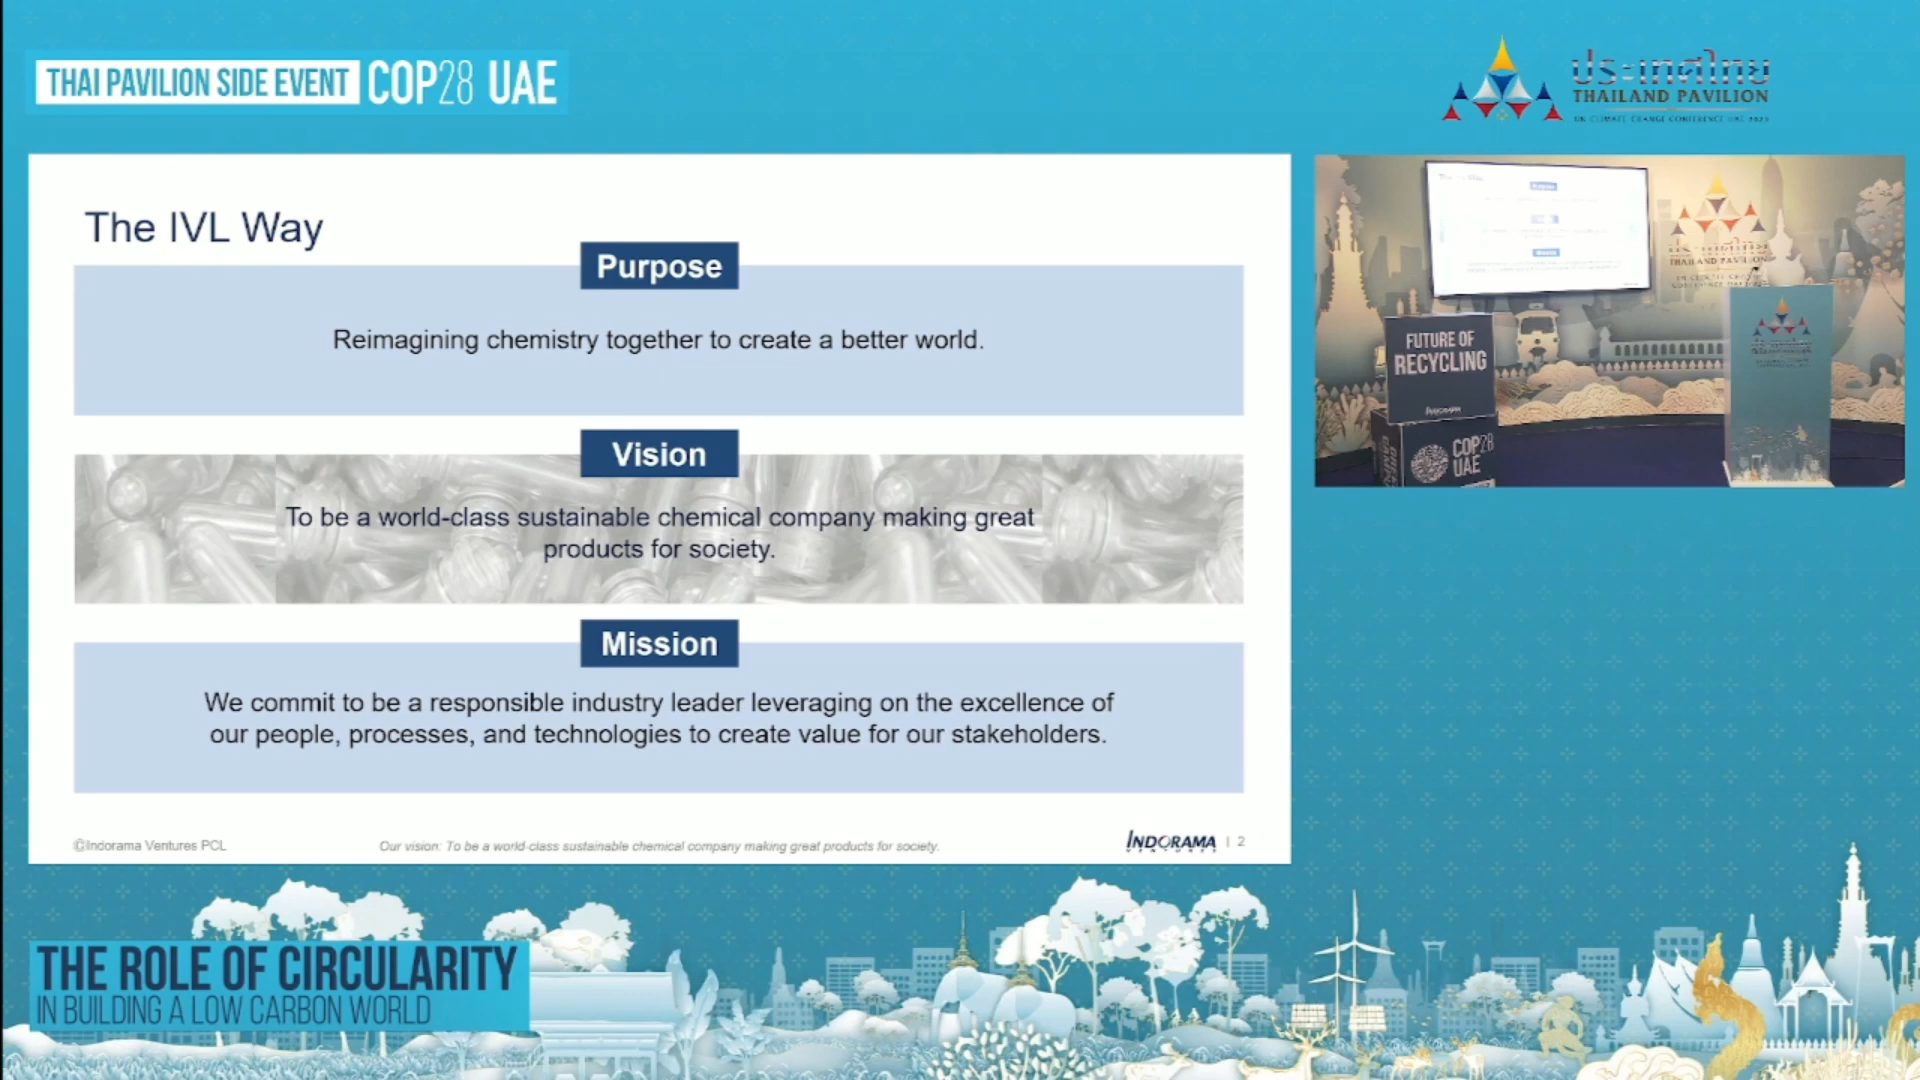 THAI PAVILION SIDE EVENT COP28 UAE
ประเทศไทย
THAILAND PAVILION
UN CLIMATE CHANGE CONFERENCE UAE 2023
The IVL Way
Purpose
Reimagining chemistry together to create a better world.
Vision
To be a world-class sustainable chemical company making great
products for society.
Mission
We commit to be a responsible industry leader leveraging on the excellence of
our people, processes, and technologies to create value for our stakeholders.
©Indorama Ventures PCL
Our vision: To be a world-class sustainable chemical company making great products for society.
INDORAMA
VENTURES
| 2
THAILAND PAVILION
FUTURE OF
RECYCLING
INDORAMA
COP28
UAE
THE ROLE OF CIRCULARITY
IN BUILDING A LOW CARBON WORLD